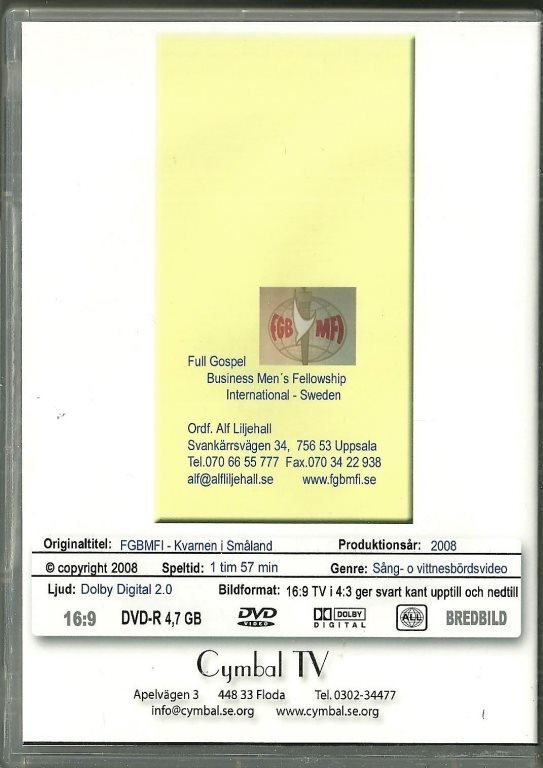 FGB MFI
Full Gospel
Business Men´s Fellowship
International - Sweden
Ordf. Alf Liljehall
Svankärrsvägen 34, 756 53 Uppsala
Tel.070 66 55 777 Fax.070 34 22 938
alf@alfliljehall.se www.fgbmfi.se
Originaltitel: FGBMFI - Kvarnen i Småland Produktionsår: 2008
© copyright 2008 Speltid: 1 tim 57 min Genre: Sång- o vittnesbördsvideo
Ljud: Dolby Digital 2.0 Bildformat: 16:9 TV i 4:3 ger svart kant upptill och nedtill
16:9 DVD-R 4,7 GB DVD VIDEO DOLBY DIGITAL ALL BREDBILD
Cymbal TV
Apelvägen 3 448 33 Floda Tel.0302-34477
info@cymbal.se.org www.cymbal.se.org